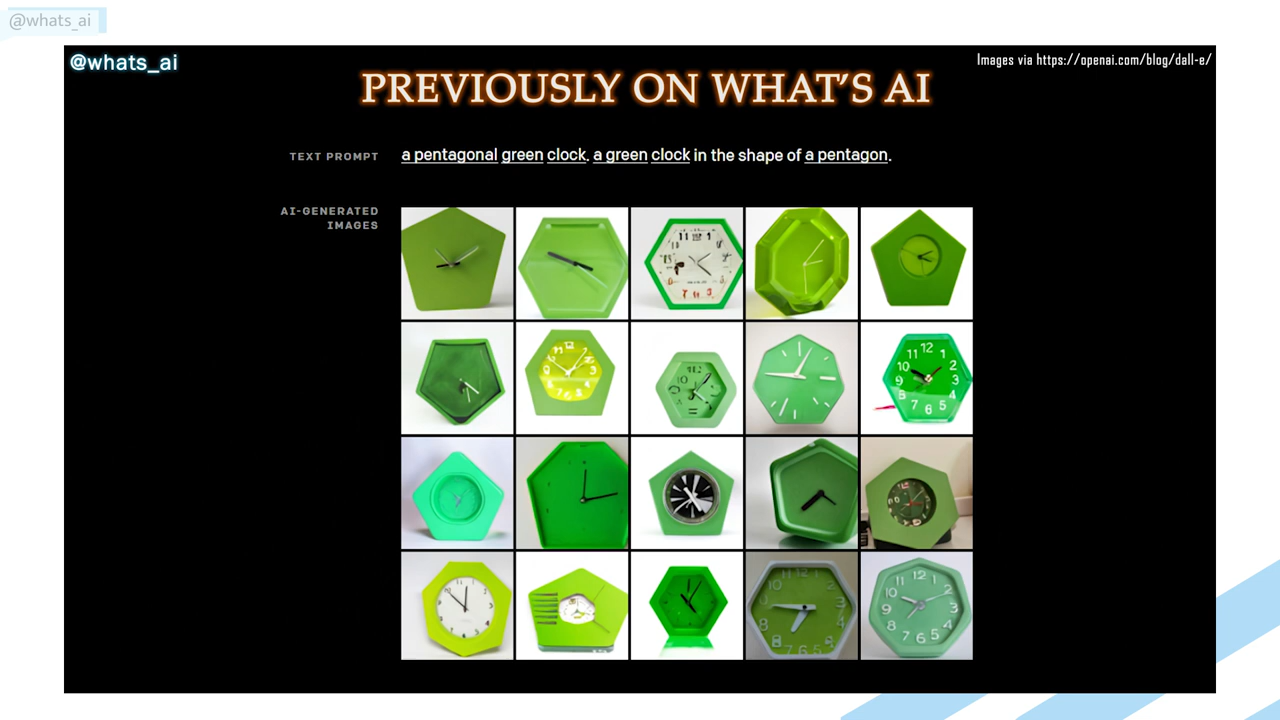 @whats_ai
@whats_ai
Images via https://openai.com/blog/dall-e/
PREVIOUSLY ON WHAT'S AI
TEXT PROMPT
a pentagonal green clock. a green clock in the shape of a pentagon.
AI-GENERATED
IMAGES